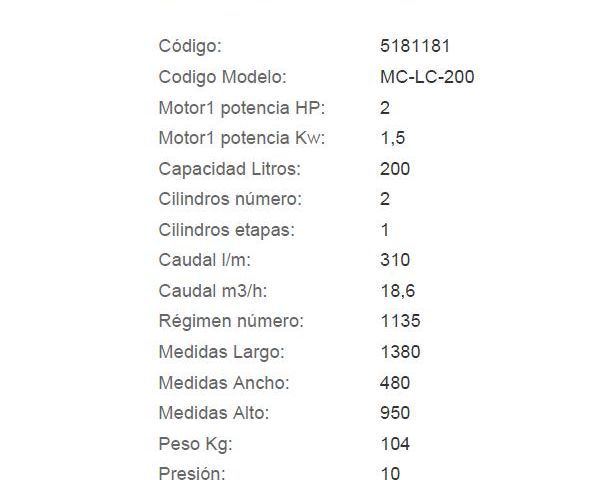 Código: 5181181
Codigo Modelo: MC-LC-200
Motor1 potencia HP: 2
Motor1 potencia Kw: 1,5
Capacidad Litros: 200
Cilindros número: 2
Cilindros etapas: 1
Caudal l/m: 310
Caudal m3/h: 18,6
Régimen número: 1135
Medidas Largo: 1380
Medidas Ancho: 480
Medidas Alto: 950
Peso Kg: 104
Presión: 10